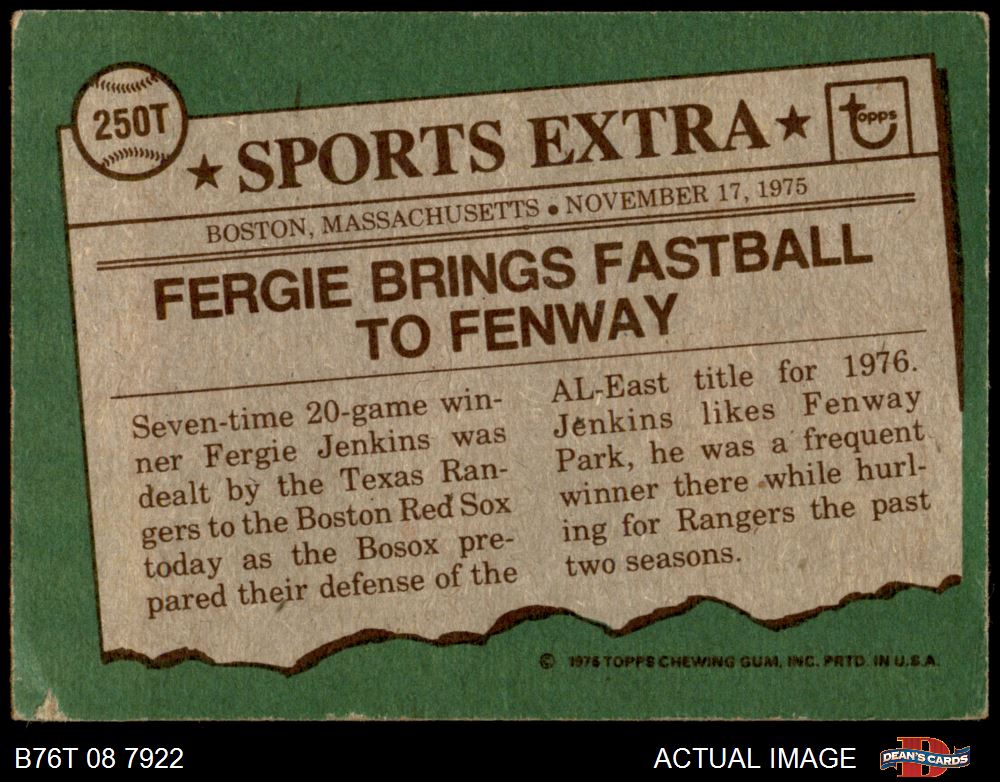 250T
★ SPORTS EXTRA ★
topps
BOSTON, MASSACHUSETTS • NOVEMBER 17, 1975
FERGIE BRINGS FASTBALL
TO FENWAY
Seven-time 20-game win-
ner Fergie Jenkins was
dealt by the Texas Ran-
gers to the Boston Red Sox
today as the Bosox pre-
pared their defense of the
AL-East title for 1976.
Jenkins likes Fenway
Park, he was a frequent
winner there while hurl-
ing for Rangers the past
two seasons.
© 1976 TOPPS CHEWING GUM, INC. PRTD. IN U.S.A.
B76T 08 7922
ACTUAL IMAGE
DEAN'S CARDS